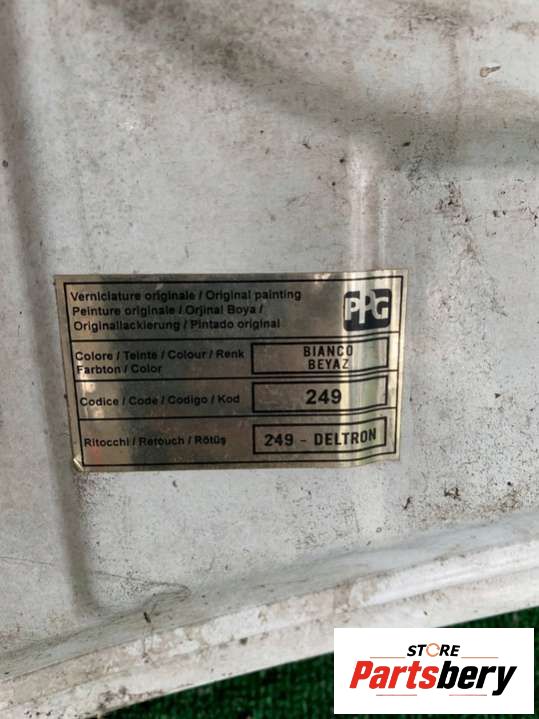 Verniciature originale / Original painting
Peinture originale / Orjinal Boya /
Originallackierung / Pintado original
PPG
Colore / Teinte / Colour / Renk
Farbton / Color
BIANCO
BEYAZ
Codice / Code / Codigo / Kod
249
Ritocchi / Retouch / Rötüş
249 - DELTRON
STORE
Partsbery